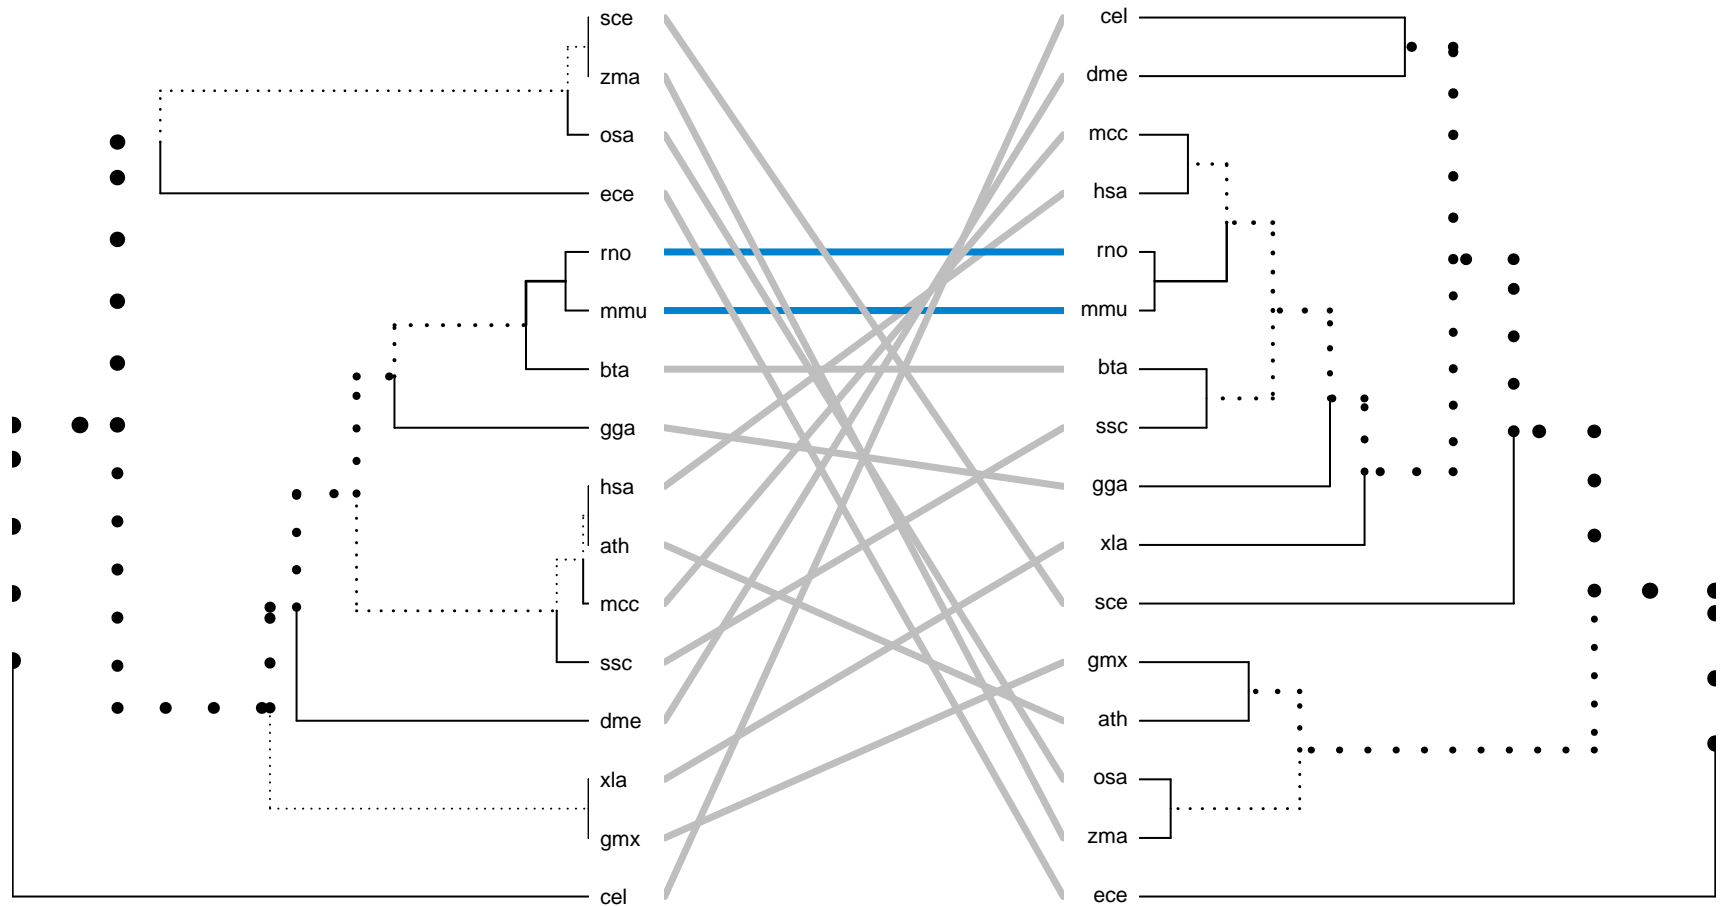 sce
zma
osa
ece
rno
mmu
bta
gga
hsa
ath
mcc
ssc
dme
xla
gmx
cel
cel
dme
mcc
hsa
rno
mmu
bta
ssc
gga
xla
sce
gmx
ath
osa
zma
ece